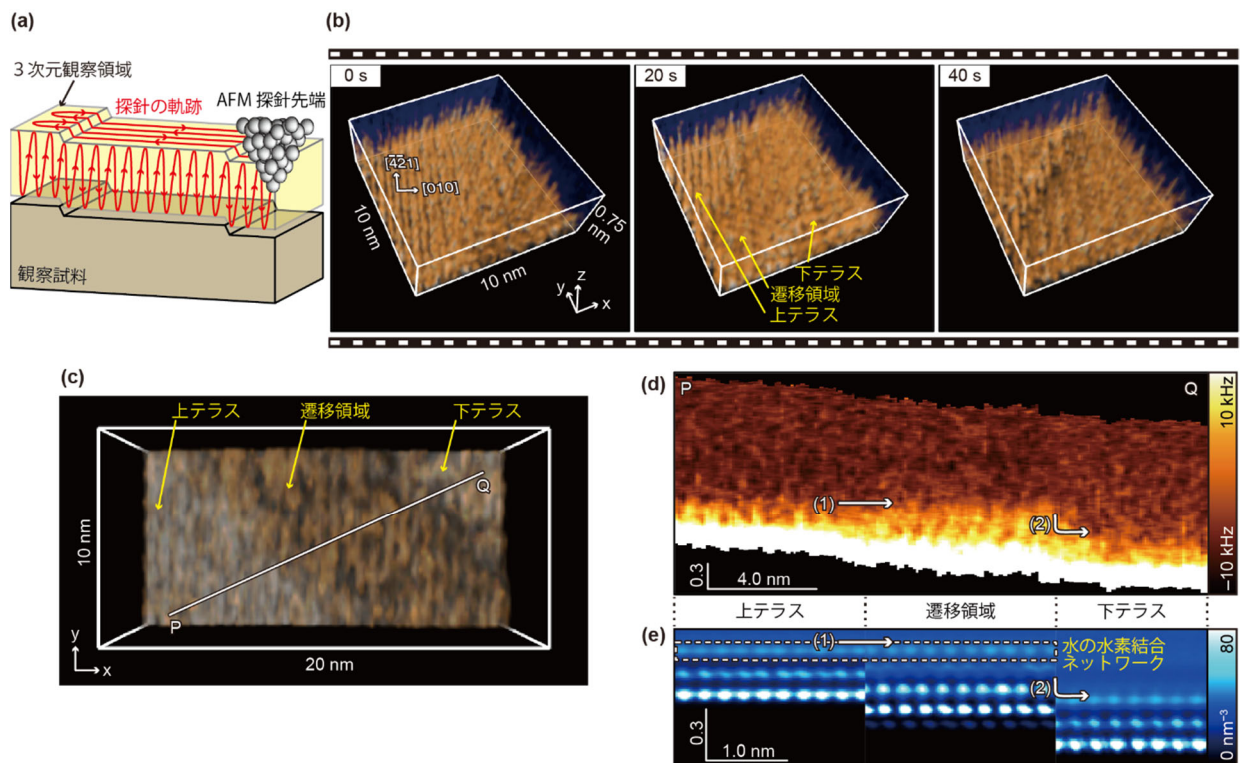 (a)
3次元観察領域
探針の軌跡
AFM 探針先端
観察試料
(b)
0 s
20 s
40 s
[4̅2̅1]
[010]
10 nm
10 nm
0.75
nm
z
y
x
下テラス
遷移領域
上テラス
(c)
上テラス
遷移領域
下テラス
P
Q
10 nm
20 nm
y
x
(d)
P
Q
(1)
(2)
0.3
4.0 nm
10 kHz
−10 kHz
上テラス
遷移領域
下テラス
(e)
(1)
水の水素結合
ネットワーク
(2)
0.3
1.0 nm
80
0 nm⁻³